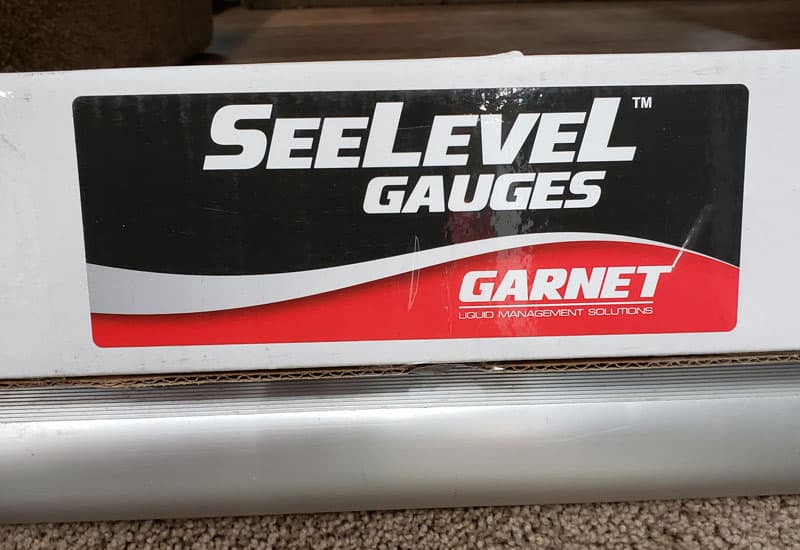 SEELEVEL™
GAUGES
GARNET
LIQUID MANAGEMENT SOLUTIONS